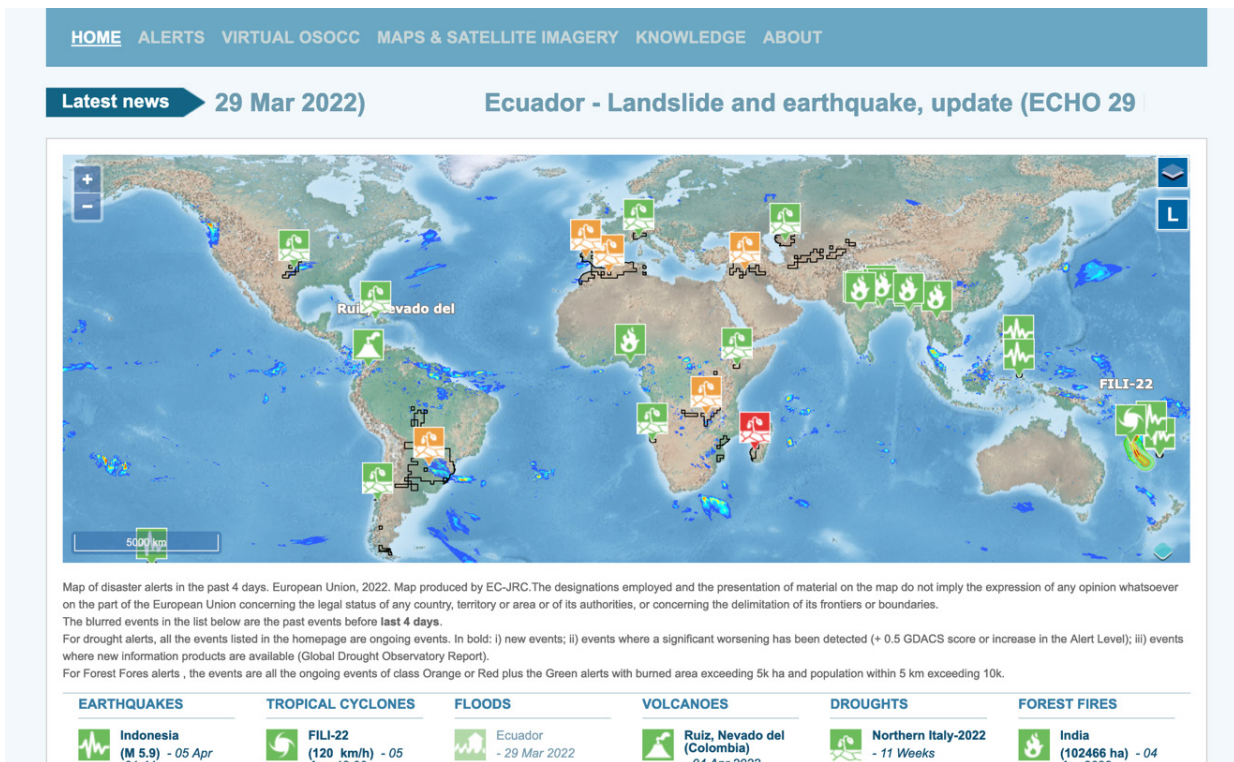 HOME ALERTS VIRTUAL OSOCC MAPS & SATELLITE IMAGERY KNOWLEDGE ABOUT
Latest news 29 Mar 2022) Ecuador - Landslide and earthquake, update (ECHO 29
+
−
L
Ruiz, Nevado del
FILI-22
5000 km
Map of disaster alerts in the past 4 days. European Union, 2022. Map produced by EC-JRC.The designations employed and the presentation of material on the map do not imply the expression of any opinion whatsoever
on the part of the European Union concerning the legal status of any country, territory or area or of its authorities, or concerning the delimitation of its frontiers or boundaries.
The blurred events in the list below are the past events before last 4 days.
For drought alerts, all the events listed in the homepage are ongoing events. In bold: i) new events; ii) events where a significant worsening has been detected (+ 0.5 GDACS score or increase in the Alert Level); iii) events
where new information products are available (Global Drought Observatory Report).
For Forest Fores alerts , the events are all the ongoing events of class Orange or Red plus the Green alerts with burned area exceeding 5k ha and population within 5 km exceeding 10k.
EARTHQUAKES TROPICAL CYCLONES FLOODS VOLCANOES DROUGHTS FOREST FIRES
Indonesia
(M 5.9) - 05 Apr
FILI-22
(120 km/h) - 05
Ecuador
- 29 Mar 2022
Ruiz, Nevado del
(Colombia)
Northern Italy-2022
- 11 Weeks
India
(102466 ha) - 04